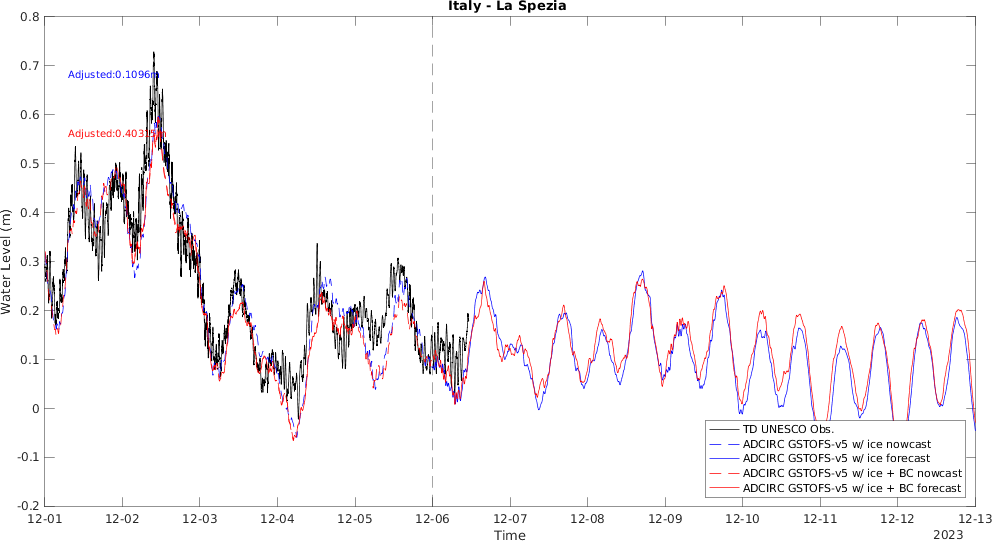 Italy - La Spezia
0.8
0.7
0.6
0.5
0.4
0.3
0.2
0.1
0
-0.1
-0.2
Water Level (m)
Adjusted:0.1096m
TD UNESCO Obs.
ADCIRC GSTOFS-v5 w/ ice nowcast
ADCIRC GSTOFS-v5 w/ ice forecast
ADCIRC GSTOFS-v5 w/ ice + BC nowcast
ADCIRC GSTOFS-v5 w/ ice + BC forecast
12-01 12-02 12-03 12-04 12-05 12-06 12-07 12-08 12-09 12-10 12-11 12-12 12-13
Time
2023